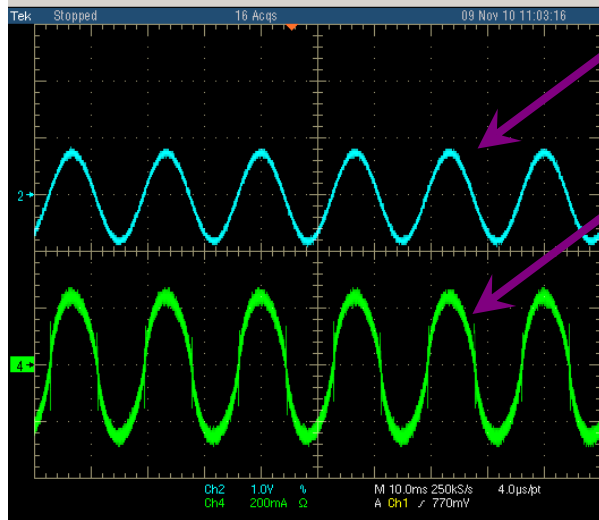 Tek Stopped 16 Acqs 09 Nov 10 11:03:16
2
4
Ch2 1.0V M 10.0ms 250kS/s 4.0µs/pt
Ch4 200mA Ω A Ch1 770mV